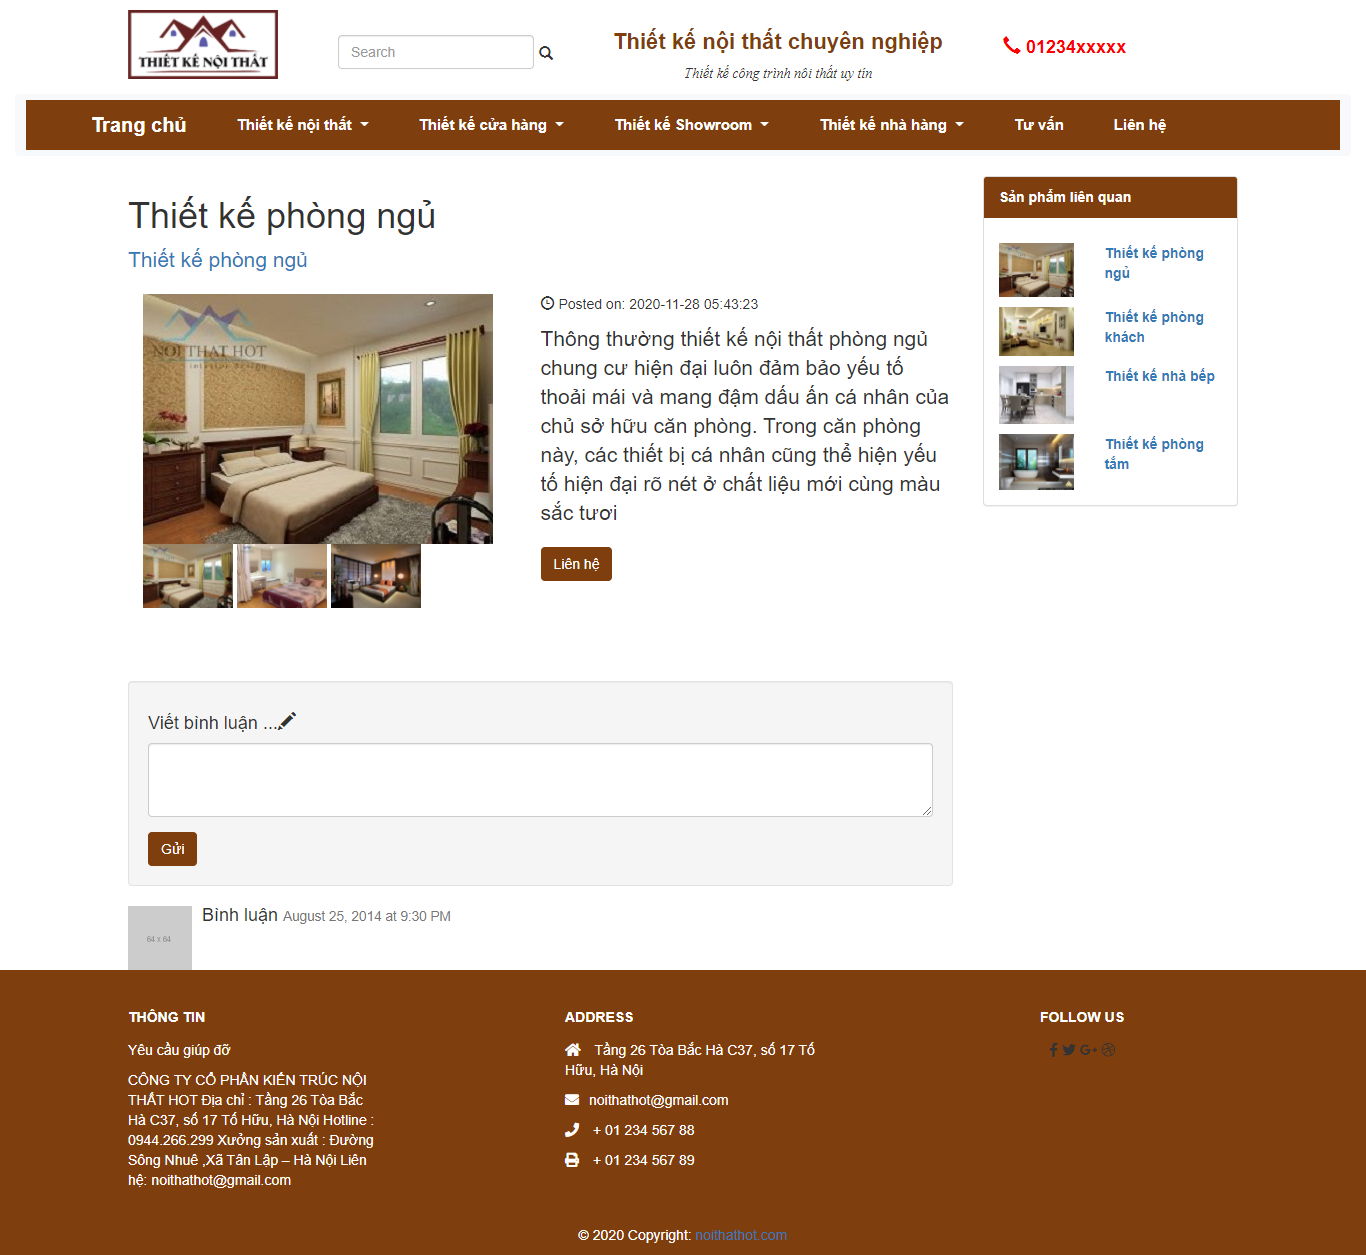 THIẾT KẾ NỘI THẤT
Search
Thiết kế nội thất chuyên nghiệp
Thiết kế công trình nôi thất uy tín
01234xxxxx
Trang chủ
Thiết kế nội thất
Thiết kế cửa hàng
Thiết kế Showroom
Thiết kế nhà hàng
Tư vấn
Liên hệ
Thiết kế phòng ngủ
Thiết kế phòng ngủ
NOITHAT HOT
interior design
Posted on: 2020-11-28 05:43:23
Thông thường thiết kế nội thất phòng ngủ
chung cư hiện đại luôn đảm bảo yếu tố
thoải mái và mang đậm dấu ấn cá nhân của
chủ sở hữu căn phòng. Trong căn phòng
này, các thiết bị cá nhân cũng thể hiện yếu
tố hiện đại rõ nét ở chất liệu mới cùng màu
sắc tươi
Liên hệ
Sản phẩm liên quan
Thiết kế phòng
ngủ
Thiết kế phòng
khách
Thiết kế nhà bếp
Thiết kế phòng
tắm
Viết bình luận ...
Gửi
64 x 64
Bình luận August 25, 2014 at 9:30 PM
THÔNG TIN
Yêu cầu giúp đỡ
CÔNG TY CỔ PHẦN KIẾN TRÚC NỘI
THẤT HOT Địa chỉ : Tầng 26 Tòa Bắc
Hà C37, số 17 Tố Hữu, Hà Nội Hotline :
0944.266.299 Xưởng sản xuất : Đường
Sông Nhuê ,Xã Tân Lập – Hà Nội Liên
hệ: noithathot@gmail.com
ADDRESS
Tầng 26 Tòa Bắc Hà C37, số 17 Tố
Hữu, Hà Nội
noithathot@gmail.com
+ 01 234 567 88
+ 01 234 567 89
FOLLOW US
© 2020 Copyright: noithathot.com